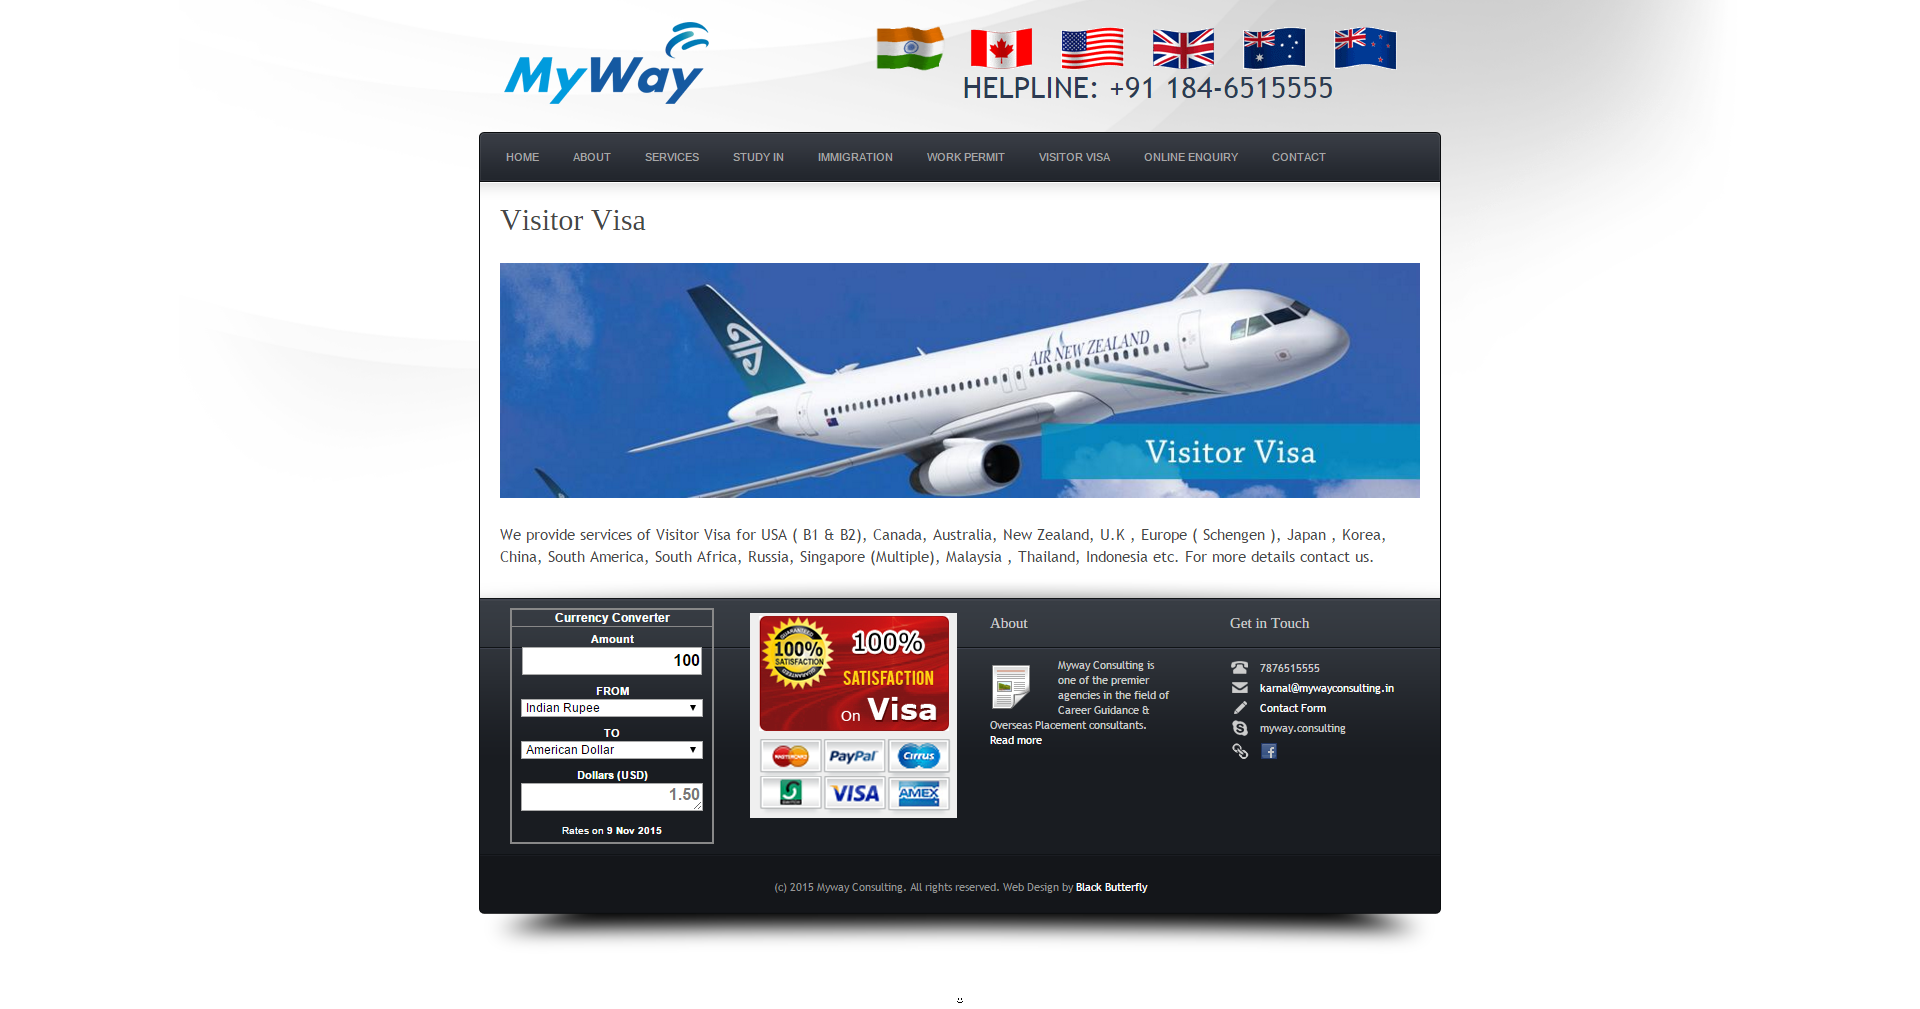 MyWay
HELPLINE: +91 184-6515555
HOME
ABOUT
SERVICES
STUDY IN
IMMIGRATION
WORK PERMIT
VISITOR VISA
ONLINE ENQUIRY
CONTACT
Visitor Visa
AIR NEW ZEALAND
Visitor Visa
We provide services of Visitor Visa for USA ( B1 & B2), Canada, Australia, New Zealand, U.K , Europe ( Schengen ), Japan , Korea,
China, South America, South Africa, Russia, Singapore (Multiple), Malaysia , Thailand, Indonesia etc. For more details contact us.
Currency Converter
Amount
100
FROM
Indian Rupee
TO
American Dollar
Dollars (USD)
1.50
Rates on 9 Nov 2015
GUARANTEED
100%
SATISFACTION
GUARANTEED
100%
SATISFACTION
On Visa
MASTERCARD
PayPal
Cirrus
SWITCH
VISA
AMEX
About
Myway Consulting is
one of the premier
agencies in the field of
Career Guidance &
Overseas Placement consultants.
Read more
Get in Touch
7876515555
karnal@mywayconsulting.in
Contact Form
myway.consulting
(c) 2015 Myway Consulting. All rights reserved. Web Design by Black Butterfly